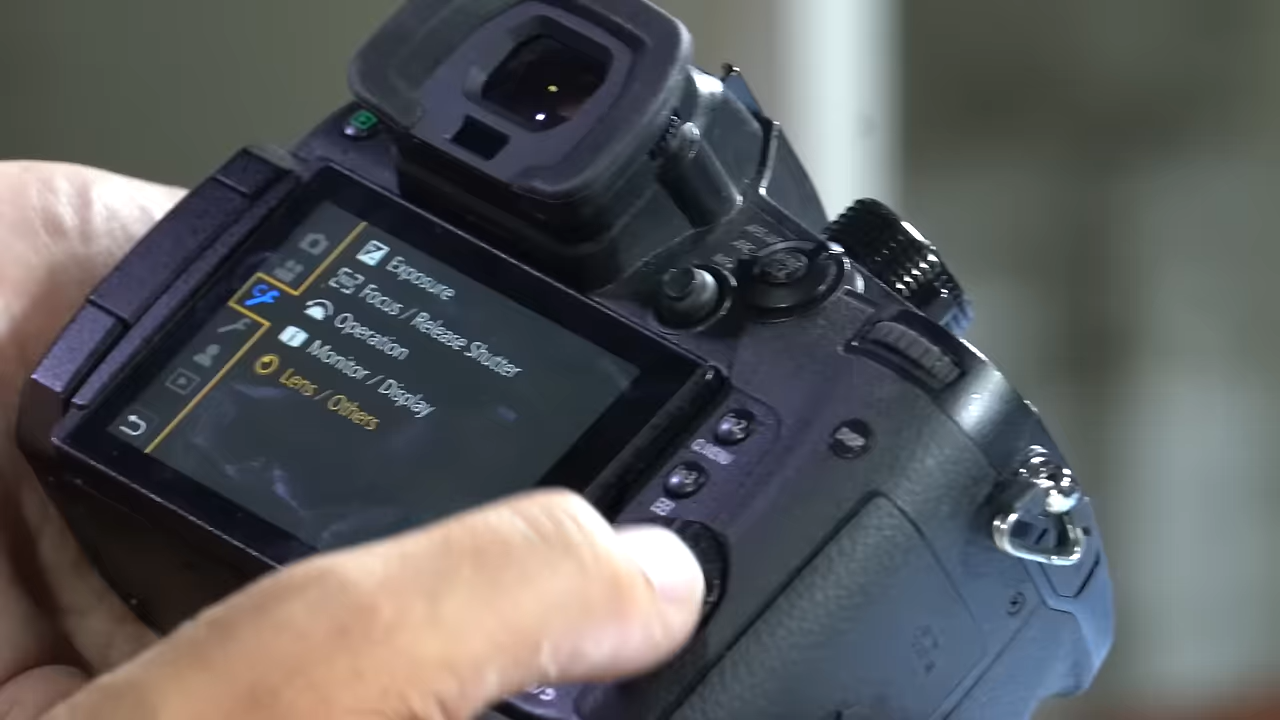 Exposure
Focus / Release Shutter
Operation
Monitor / Display
Lens / Others